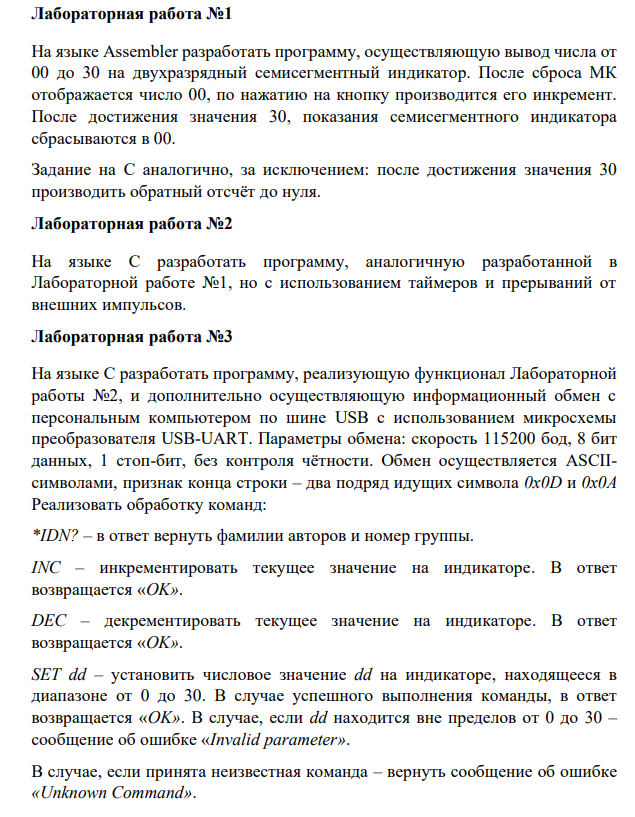 Лабораторная работа №1
На языке Assembler разработать программу, осуществляющую вывод числа от
00 до 30 на двухразрядный семисегментный индикатор. После сброса МК
отображается число 00, по нажатию на кнопку производится его инкремент.
После достижения значения 30, показания семисегментного индикатора
сбрасываются в 00.
Задание на C аналогично, за исключением: после достижения значения 30
производить обратный отсчёт до нуля.
Лабораторная работа №2
На языке C разработать программу, аналогичную разработанной в
Лабораторной работе №1, но с использованием таймеров и прерываний от
внешних импульсов.
Лабораторная работа №3
На языке C разработать программу, реализующую функционал Лабораторной
работы №2, и дополнительно осуществляющую информационный обмен с
персональным компьютером по шине USB с использованием микросхемы
преобразователя USB-UART. Параметры обмена: скорость 115200 бод, 8 бит
данных, 1 стоп-бит, без контроля чётности. Обмен осуществляется ASCII-
символами, признак конца строки – два подряд идущих символа 0x0D и 0x0A
Реализовать обработку команд:
*IDN? – в ответ вернуть фамилии авторов и номер группы.
INC – инкрементировать текущее значение на индикаторе. В ответ
возвращается «OK».
DEC – декрементировать текущее значение на индикаторе. В ответ
возвращается «OK».
SET dd – установить числовое значение dd на индикаторе, находящееся в
диапазоне от 0 до 30. В случае успешного выполнения команды, в ответ
возвращается «OK». В случае, если dd находится вне пределов от 0 до 30 –
сообщение об ошибке «Invalid parameter».
В случае, если принята неизвестная команда – вернуть сообщение об ошибке
«Unknown Command».